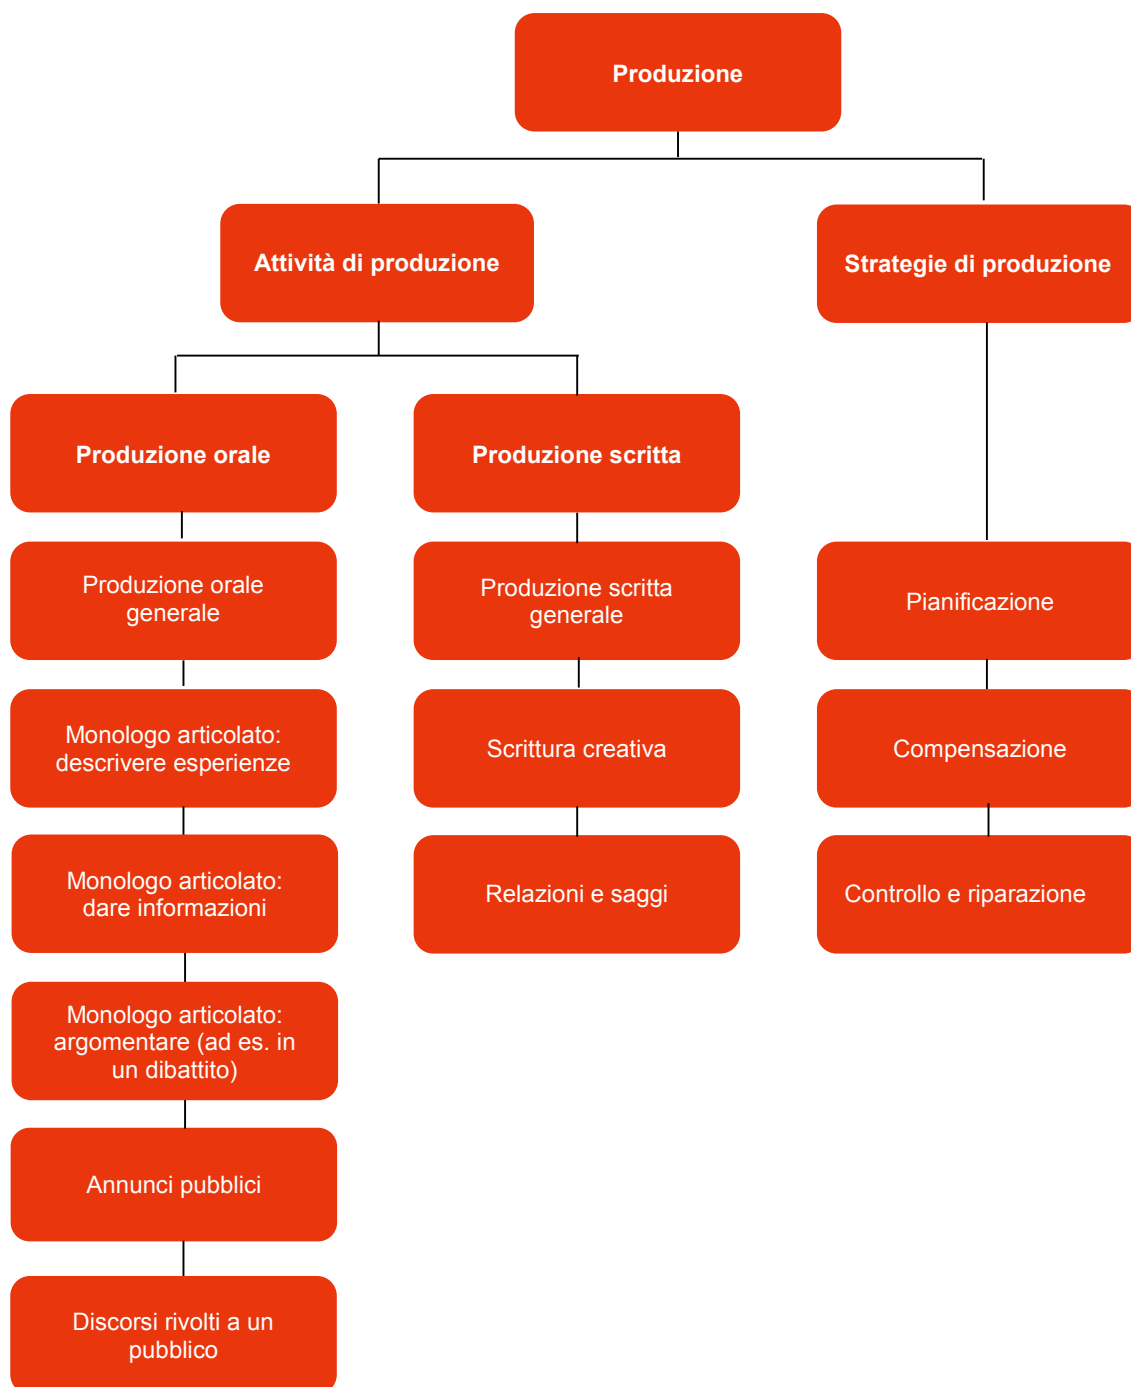 Produzione
Attività di produzione
Strategie di produzione
Produzione orale
Produzione scritta
Produzione orale
generale
Produzione scritta
generale
Pianificazione
Monologo articolato:
descrivere esperienze
Scrittura creativa
Compensazione
Monologo articolato:
dare informazioni
Relazioni e saggi
Controllo e riparazione
Monologo articolato:
argomentare (ad es. in
un dibattito)
Annunci pubblici
Discorsi rivolti a un
pubblico